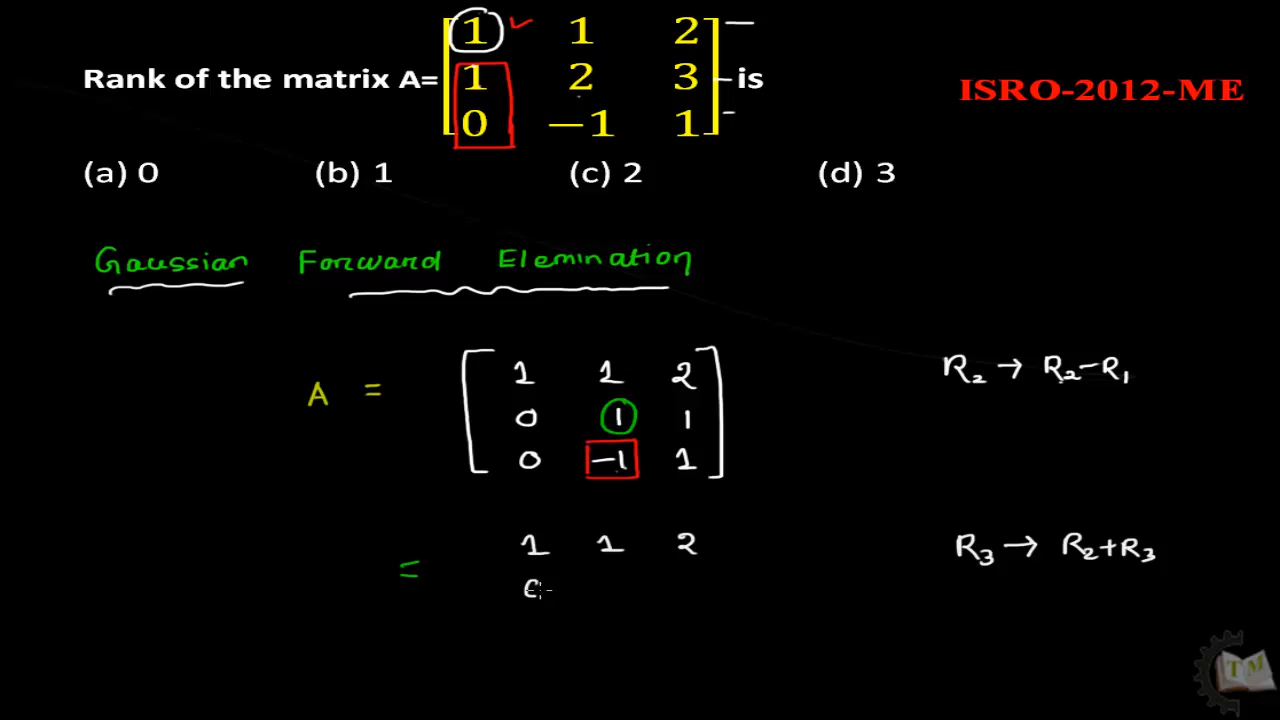 1 1 2
Rank of the matrix A= 1 2 3 is
ISRO-2012-ME
0 −1 1
(a) 0 (b) 1 (c) 2 (d) 3
Gaussian Forward Elemination
1 1 2 R₂ → R₂−R₁
A = 0 1 1
0 −1 1
1 1 2 R₃ → R₂+R₃
=
TM